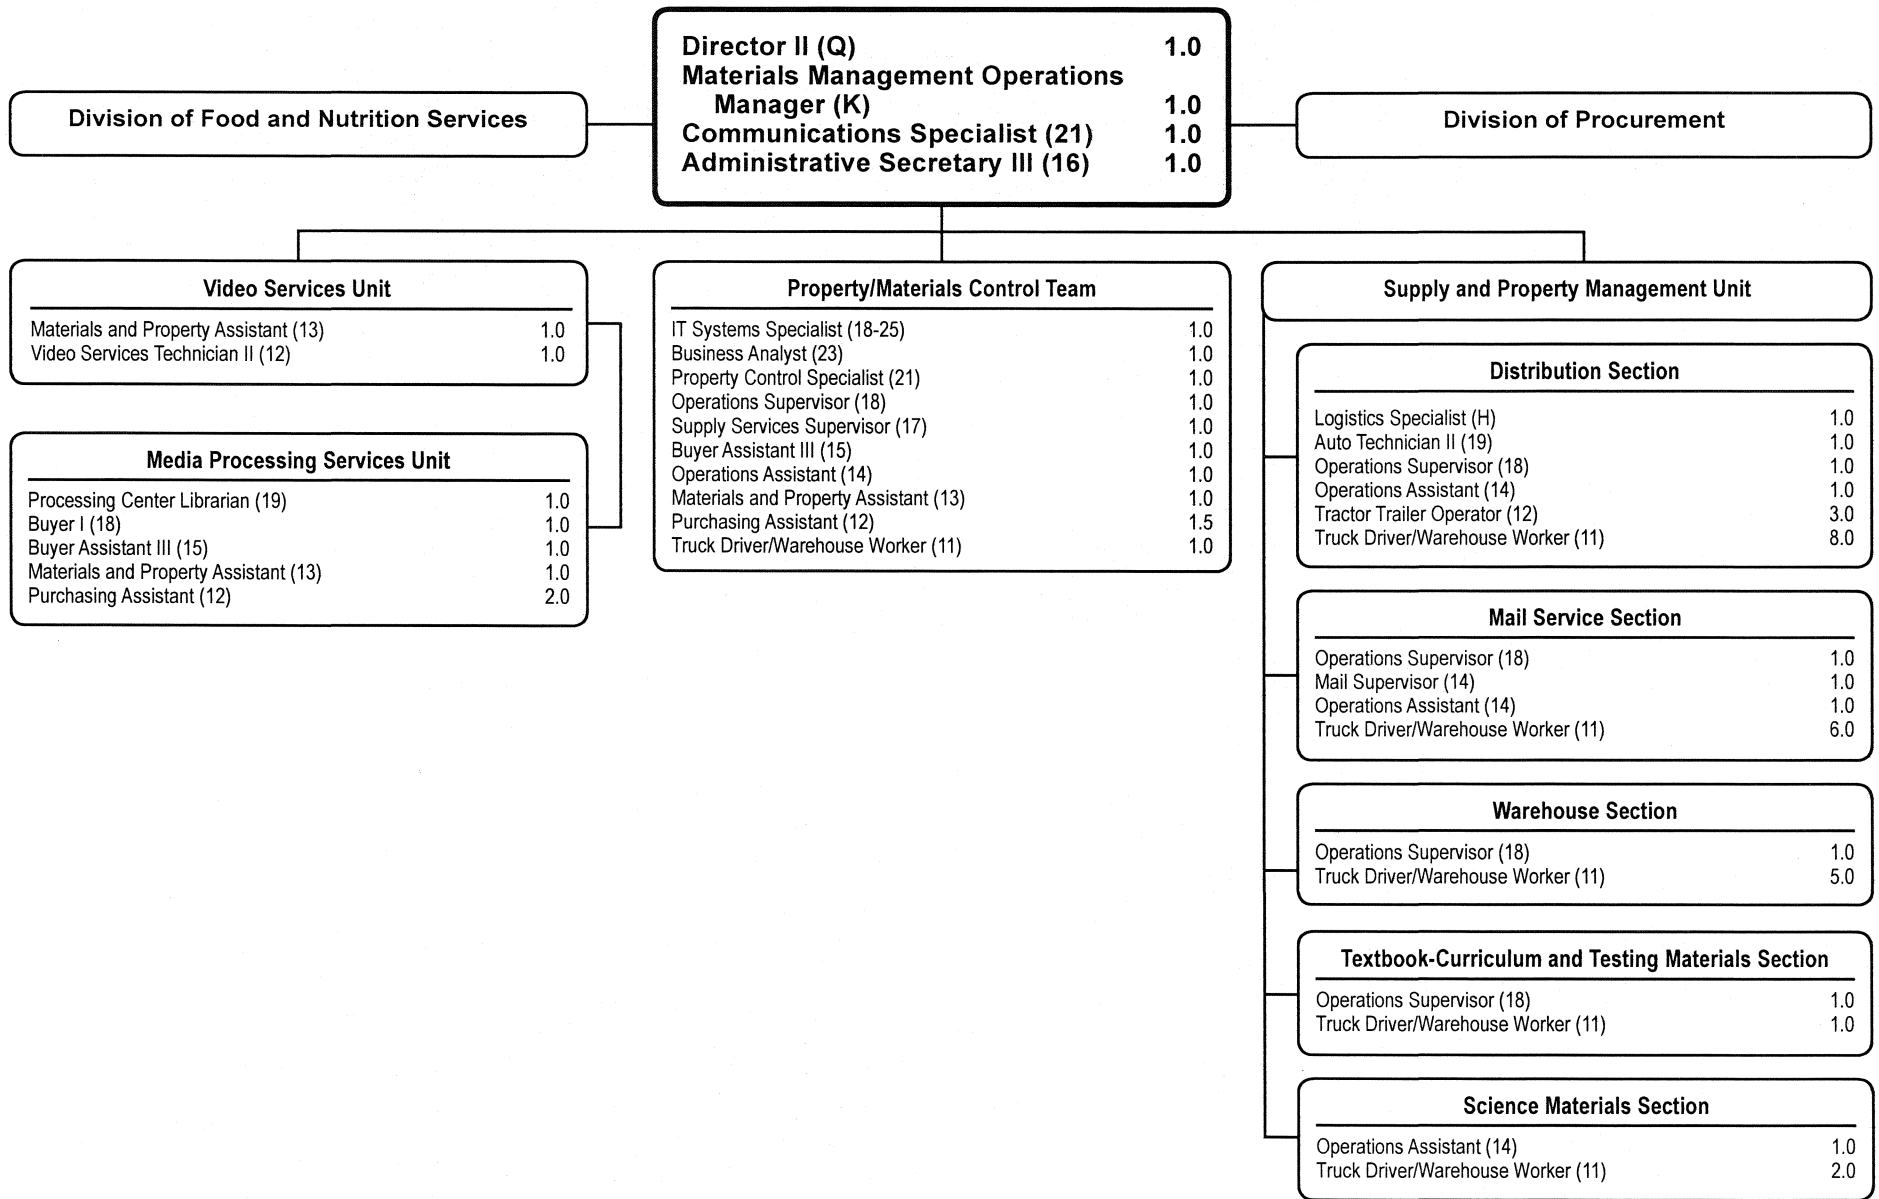 Director II (Q) 1.0
Materials Management Operations
Manager (K) 1.0
Communications Specialist (21) 1.0
Administrative Secretary III (16) 1.0
Division of Food and Nutrition Services
Division of Procurement
Video Services Unit
Materials and Property Assistant (13) 1.0
Video Services Technician II (12) 1.0
Media Processing Services Unit
Processing Center Librarian (19) 1.0
Buyer I (18) 1.0
Buyer Assistant III (15) 1.0
Materials and Property Assistant (13) 1.0
Purchasing Assistant (12) 2.0
Property/Materials Control Team
IT Systems Specialist (18-25) 1.0
Business Analyst (23) 1.0
Property Control Specialist (21) 1.0
Operations Supervisor (18) 1.0
Supply Services Supervisor (17) 1.0
Buyer Assistant III (15) 1.0
Operations Assistant (14) 1.0
Materials and Property Assistant (13) 1.0
Purchasing Assistant (12) 1.5
Truck Driver/Warehouse Worker (11) 1.0
Supply and Property Management Unit
Distribution Section
Logistics Specialist (H) 1.0
Auto Technician II (19) 1.0
Operations Supervisor (18) 1.0
Operations Assistant (14) 1.0
Tractor Trailer Operator (12) 3.0
Truck Driver/Warehouse Worker (11) 8.0
Mail Service Section
Operations Supervisor (18) 1.0
Mail Supervisor (14) 1.0
Operations Assistant (14) 1.0
Truck Driver/Warehouse Worker (11) 6.0
Warehouse Section
Operations Supervisor (18) 1.0
Truck Driver/Warehouse Worker (11) 5.0
Textbook-Curriculum and Testing Materials Section
Operations Supervisor (18) 1.0
Truck Driver/Warehouse Worker (11) 1.0
Science Materials Section
Operations Assistant (14) 1.0
Truck Driver/Warehouse Worker (11) 2.0